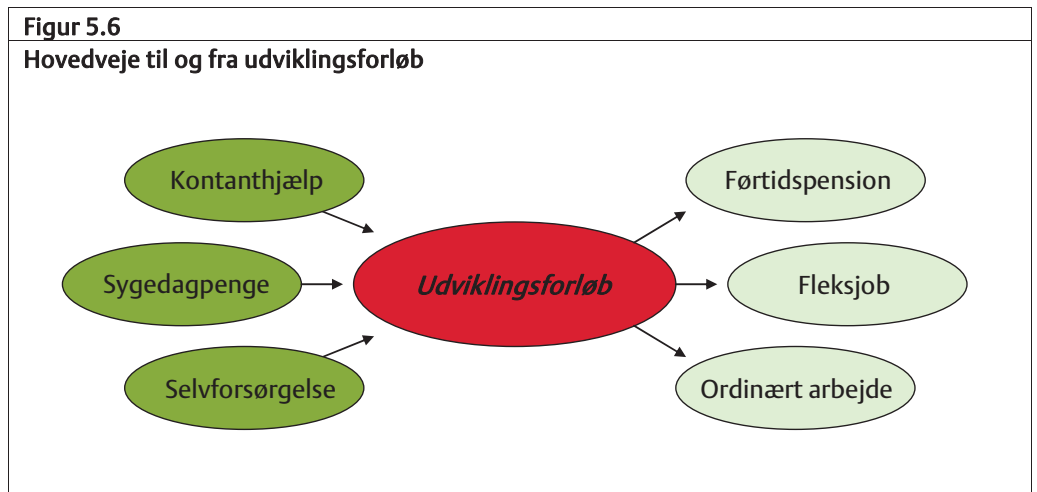 Figur 5.6
Hovedveje til og fra udviklingsforløb
Kontanthjælp
Sygedagpenge
Selvforsørgelse
Udviklingsforløb
Førtidspension
Fleksjob
Ordinært arbejde